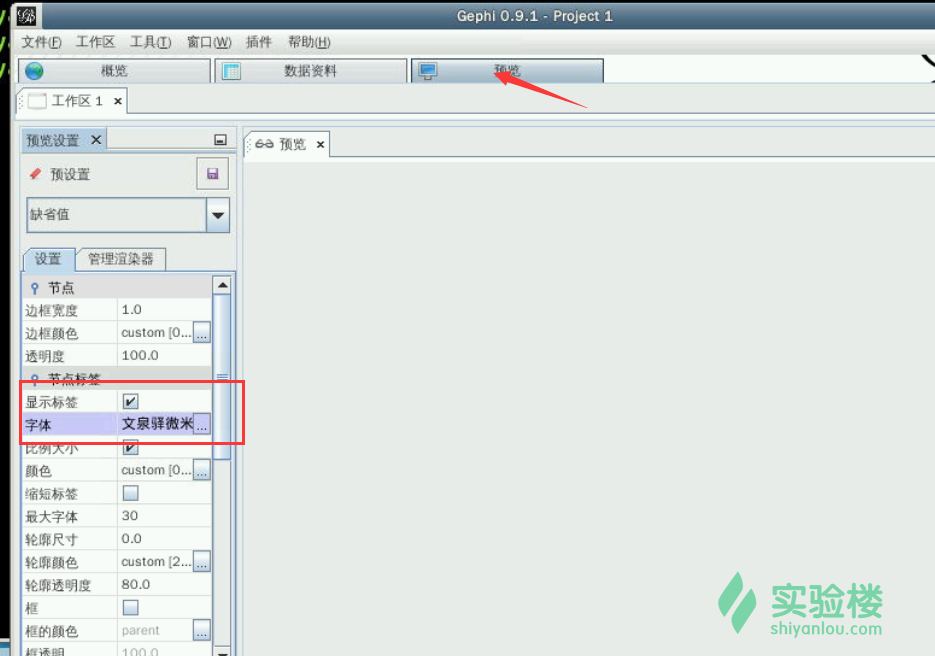 Gephi 0.9.1 - Project 1
文件(F) 工作区 工具(T) 窗口(W) 插件 帮助(H)
概览 数据资料 预览
工作区 1
预览设置 预览
预设置
缺省值
设置 管理渲染器
节点
边框宽度 1.0
边框颜色 custom [0... ...
透明度 100.0
节点标签
显示标签
字体 文泉驿微米 ...
比例大小
颜色 custom [0... ...
缩短标签
最大字体 30
轮廓尺寸 0.0
轮廓颜色 custom [2... ...
轮廓透明度 80.0
框
框的颜色 parent ...
框透明 100.0
实验楼
shiyanlou.com